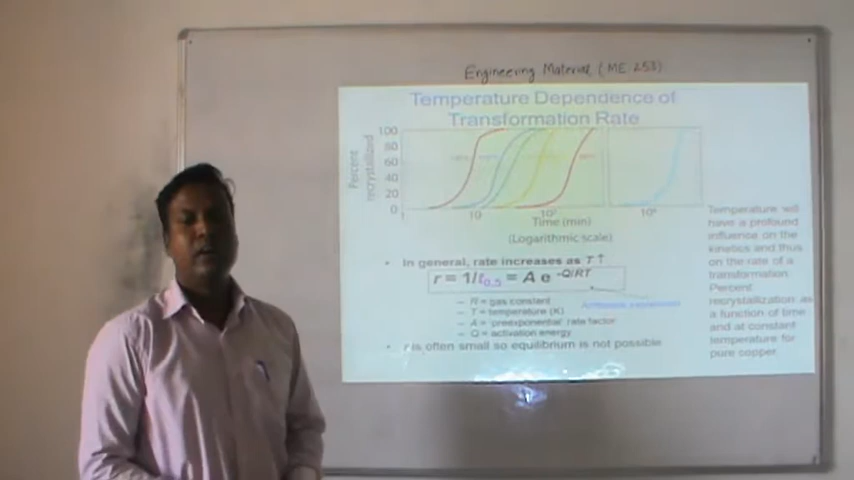 Engineering Material (ME 253)
Temperature Dependence of
Transformation Rate
Percent
recrystallized
100
80
60
40
20
0
1
10
10²
10⁴
Time (min)
(Logarithmic scale)
• In general, rate increases as T ↑
r = 1/t0.5 = A e -Q/RT
– R = gas constant
– T = temperature (K)
– A = preexponential rate factor
– Q = activation energy
• r is often small so equilibrium is not possible
Temperature will
have a profound
influence on the
kinetics and thus
on the rate of a
transformation.
Percent
recrystallization as
a function of time
and at constant
temperature for
pure copper.